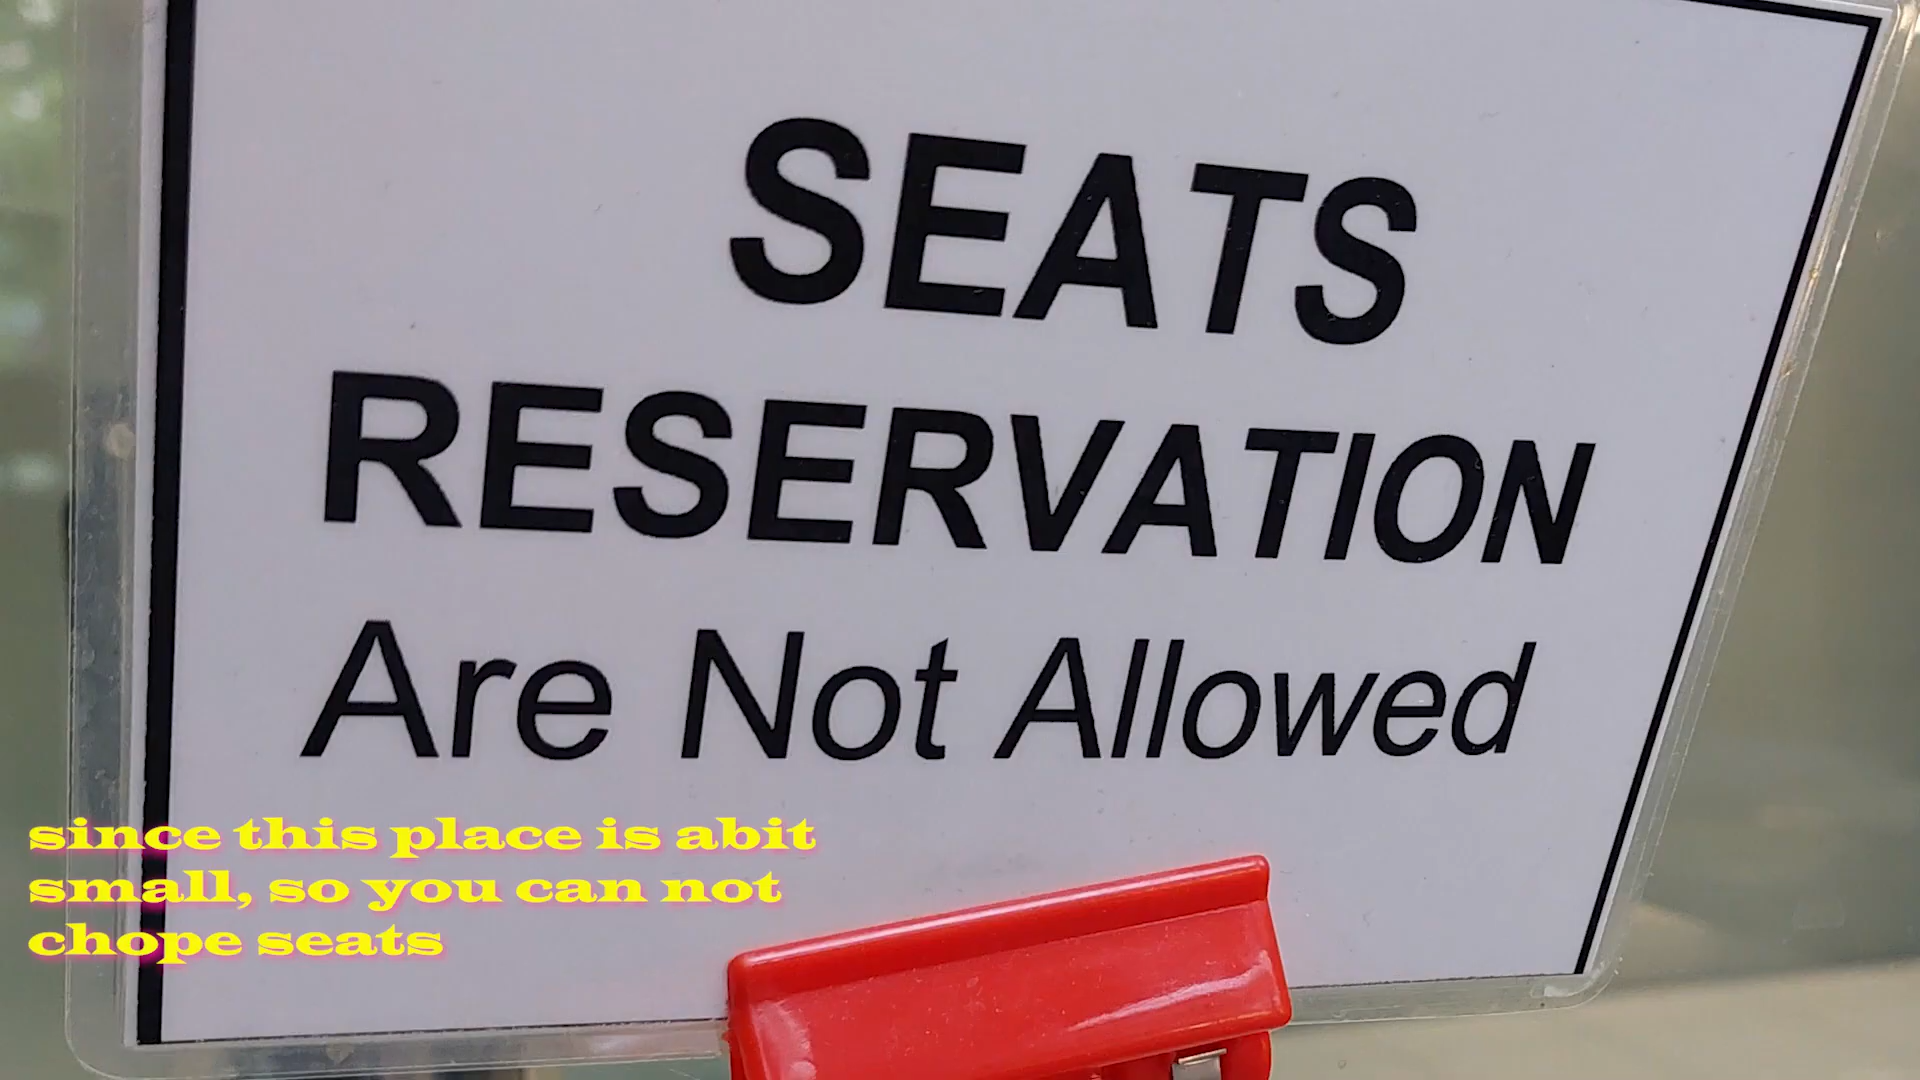 SEATS
RESERVATION
Are Not Allowed
since this place is abit
small, so you can not
chope seats